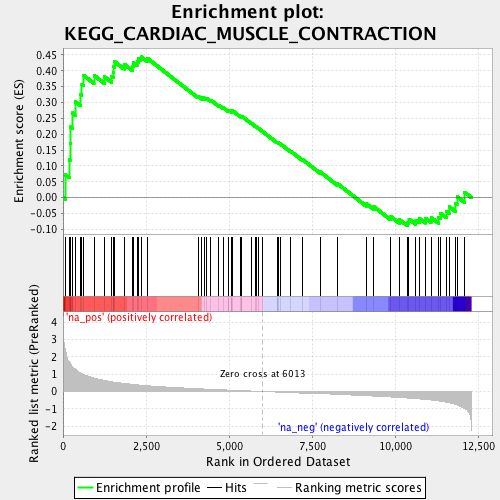 Enrichment plot:
KEGG_CARDIAC_MUSCLE_CONTRACTION
Enrichment score (ES)
0.45
0.40
0.35
0.30
0.25
0.20
0.15
0.10
0.05
0.00
-0.05
-0.10
'na_pos' (positively correlated)
Ranked list metric (PreRanked)
4
3
2
1
0
-1
-2
Zero cross at 6013
'na_neg' (negatively correlated)
0
2,500
5,000
7,500
10,000
12,500
Rank in Ordered Dataset
Enrichment profile
Hits
Ranking metric scores